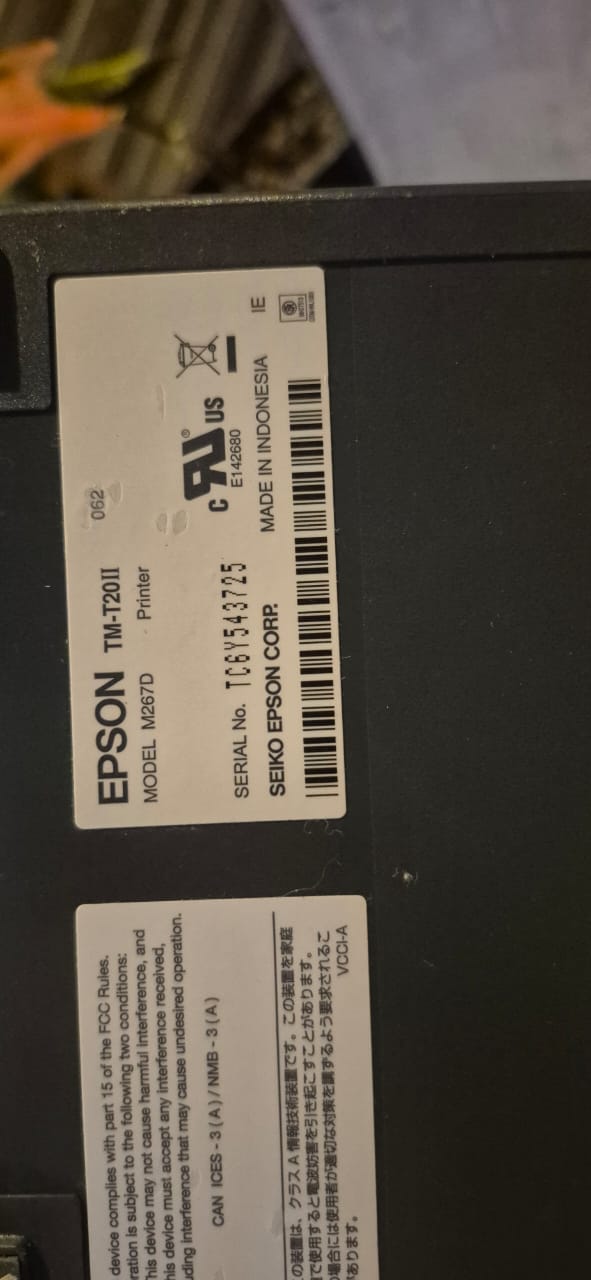 EPSON TM-T20II 062
MODEL M267D Printer
C RU® US
E142680
SERIAL No. TC6Y543725
SEIKO EPSON CORP. MADE IN INDONESIA IE
device complies with part 15 of the FCC Rules.
ration is subject to the following two conditions:
his device may not cause harmful interference, and
his device must accept any interference received,
uding interference that may cause undesired operation.
CAN ICES - 3 (A) / NMB - 3 (A)
の装置は、クラスA情報技術装置です。この装置を家庭
で使用すると電波妨害を引き起こすことがあります。
場合には使用者が適切な対策を講ずるよう要求されるこ
あります。
VCCI-A